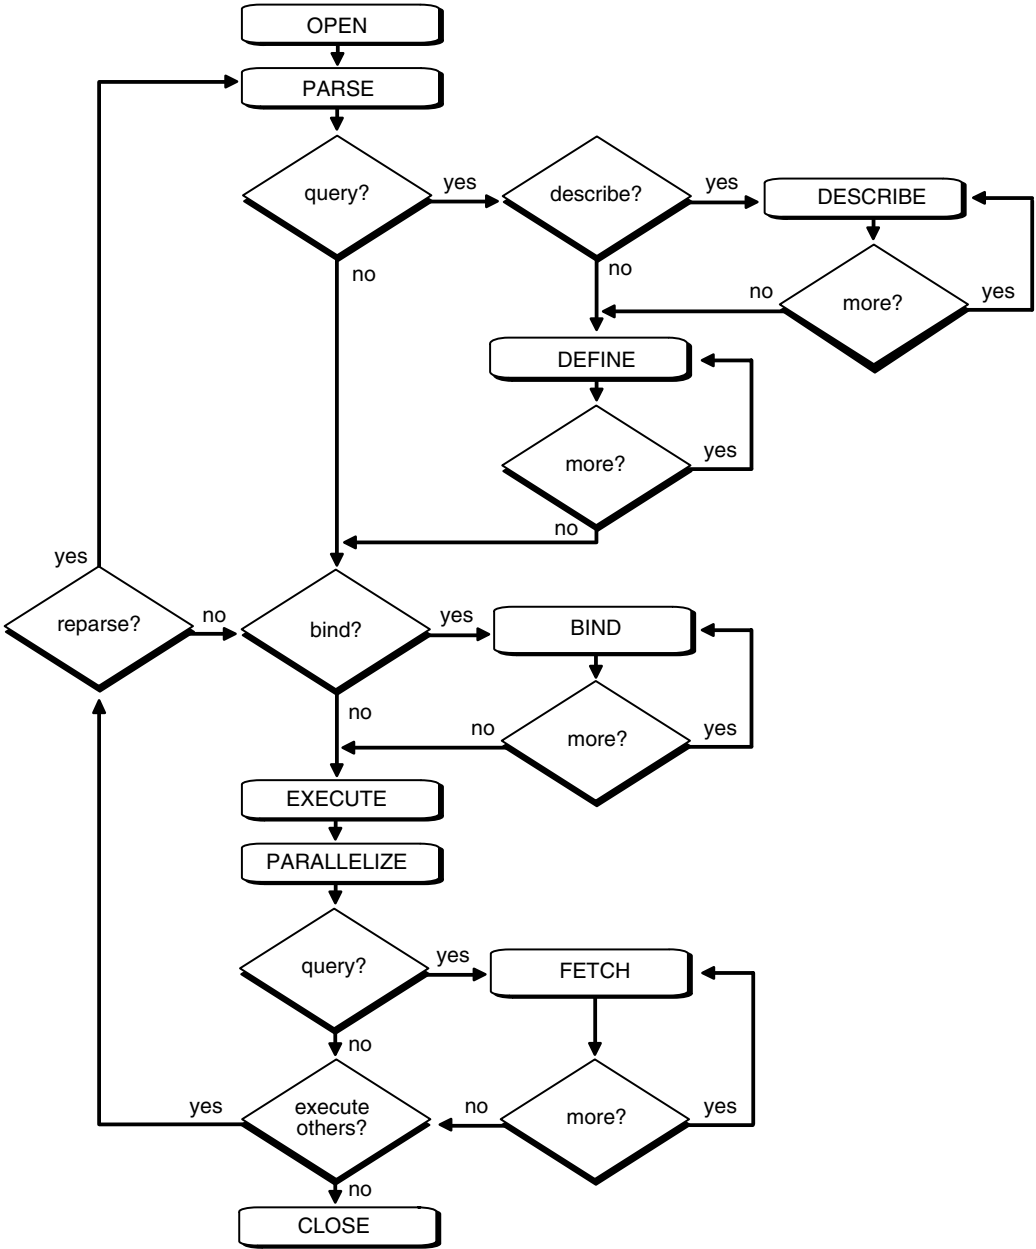 OPEN
PARSE
query?
yes
describe?
yes
DESCRIBE
no
no
more?
yes
no
DEFINE
more?
yes
no
yes
reparse?
no
bind?
yes
BIND
no
more?
yes
no
EXECUTE
PARALLELIZE
query?
yes
FETCH
no
yes
execute
others?
no
more?
yes
no
CLOSE